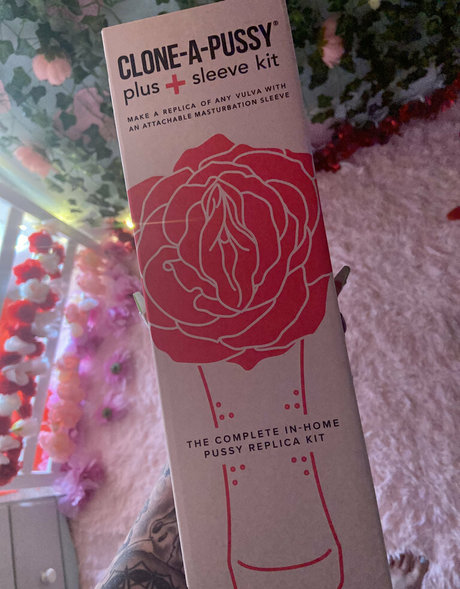 CLONE-A-PUSSY®
plus + sleeve kit
MAKE A REPLICA OF ANY VULVA WITH
AN ATTACHABLE MASTURBATION SLEEVE
THE COMPLETE IN-HOME
PUSSY REPLICA KIT